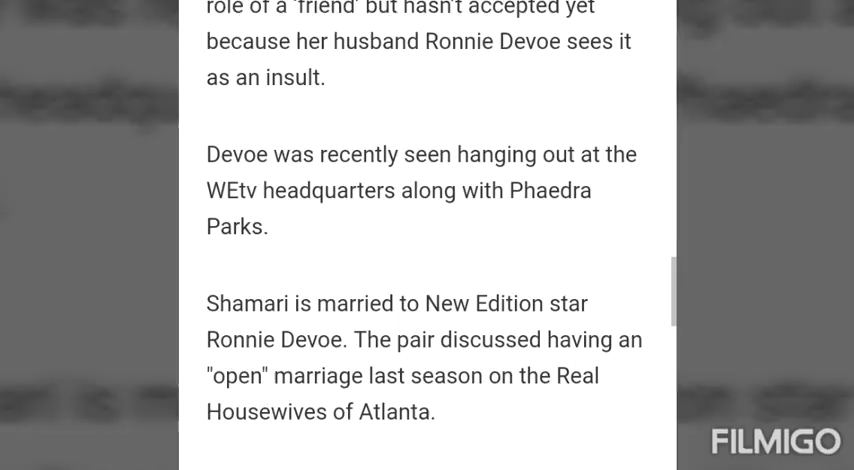 role of a 'friend' but hasn't accepted yet
because her husband Ronnie Devoe sees it
as an insult.
Devoe was recently seen hanging out at the
WEtv headquarters along with Phaedra
Parks.
Shamari is married to New Edition star
Ronnie Devoe. The pair discussed having an
"open" marriage last season on the Real
Housewives of Atlanta.
FILMIGO